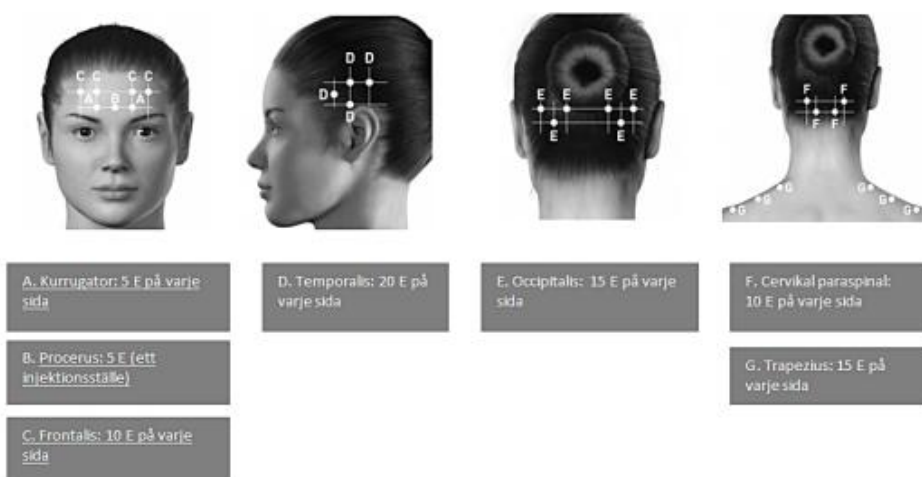 C C C C
A B A
D D
D
D
E E E E
E E
F F
F F
G G
G G
G G
A. Kurrugator: 5 E på varje
sida
B. Procerus: 5 E (ett
injektionsställe)
C. Frontalis: 10 E på varje
sida
D. Temporalis: 20 E på
varje sida
E. Occipitalis: 15 E på varje
sida
F. Cervikal paraspinal:
10 E på varje sida
G. Trapezius: 15 E på
varje sida